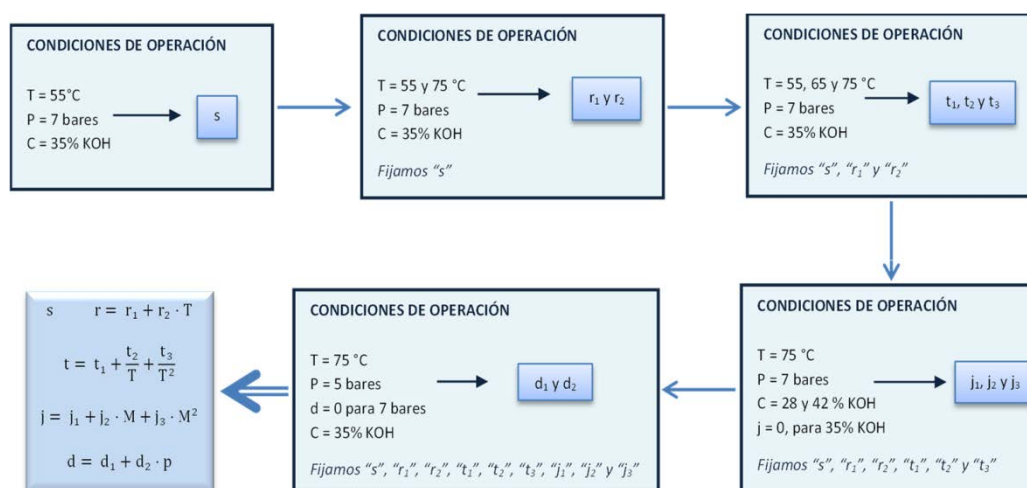 CONDICIONES DE OPERACIÓN
T = 55°C
P = 7 bares
C = 35% KOH
s
CONDICIONES DE OPERACIÓN
T = 55 y 75 °C
P = 7 bares
C = 35% KOH
r₁ y r₂
Fijamos “s”
CONDICIONES DE OPERACIÓN
T = 55, 65 y 75 °C
P = 7 bares
C = 35% KOH
t₁, t₂ y t₃
Fijamos “s”, “r₁” y “r₂”
CONDICIONES DE OPERACIÓN
T = 75 °C
P = 7 bares
C = 28 y 42 % KOH
j = 0, para 35% KOH
j₁, j₂ y j₃
Fijamos “s”, “r₁”, “r₂”, “t₁”, “t₂” y “t₃”
CONDICIONES DE OPERACIÓN
T = 75 °C
P = 5 bares
d = 0 para 7 bares
C = 35% KOH
d₁ y d₂
Fijamos “s”, “r₁”, “r₂”, “t₁”, “t₂”, “t₃”, “j₁”, “j₂” y “j₃”
s r = r₁ + r₂ · T
t = t₁ + t₂/T + t₃/T²
j = j₁ + j₂ · M + j₃ · M²
d = d₁ + d₂ · p